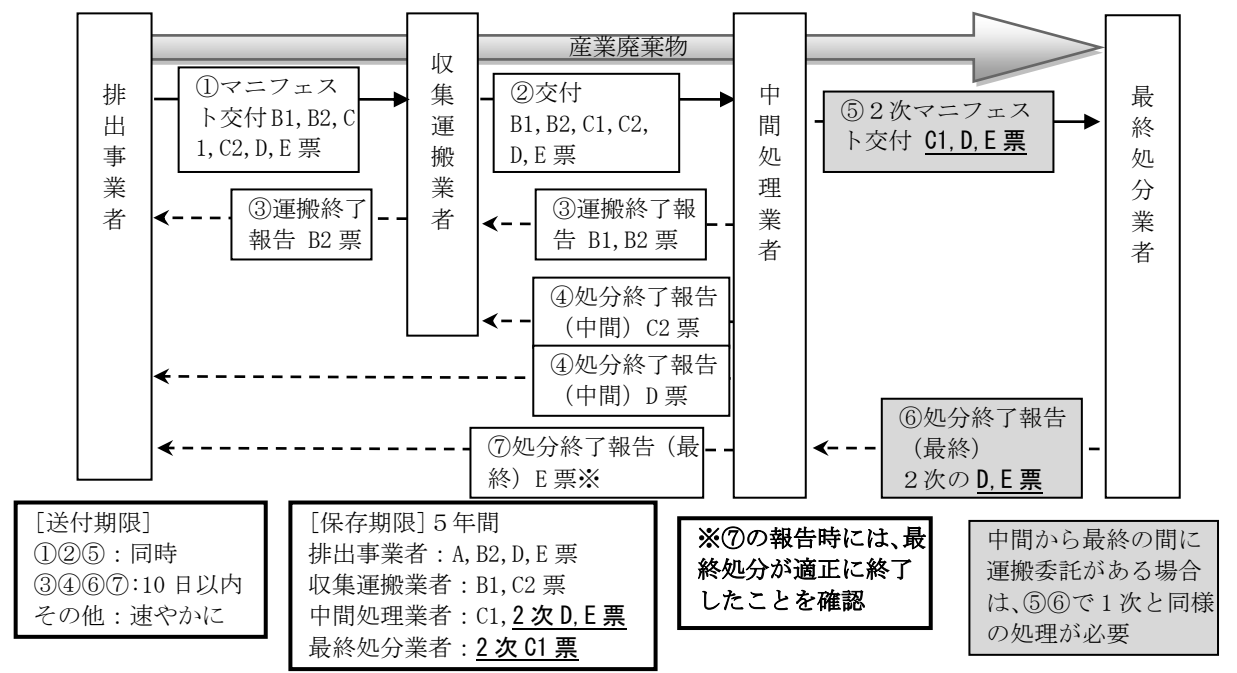 産業廃棄物
排出事業者
収集運搬業者
中間処理業者
最終処分業者
①マニフェス
ト交付 B1, B2, C
1, C2, D, E 票
②交付
B1, B2, C1, C2,
D, E 票
⑤２次マニフェス
ト交付 C1, D, E 票
③運搬終了
報告 B2 票
③運搬終了報
告 B1, B2 票
④処分終了報告
（中間）C2 票
④処分終了報告
（中間）D 票
⑦処分終了報告（最
終）E 票※
⑥処分終了報告
（最終）
２次の D, E 票
[送付期限]
①②⑤：同時
③④⑥⑦：10 日以内
その他：速やかに
[保存期限]５年間
排出事業者：A, B2, D, E 票
収集運搬業者：B1, C2 票
中間処理業者：C1, 2 次 D, E 票
最終処分業者：2 次 C1 票
※⑦の報告時には、最
終処分が適正に終了
したことを確認
中間から最終の間に
運搬委託がある場合
は、⑤⑥で１次と同様
の処理が必要